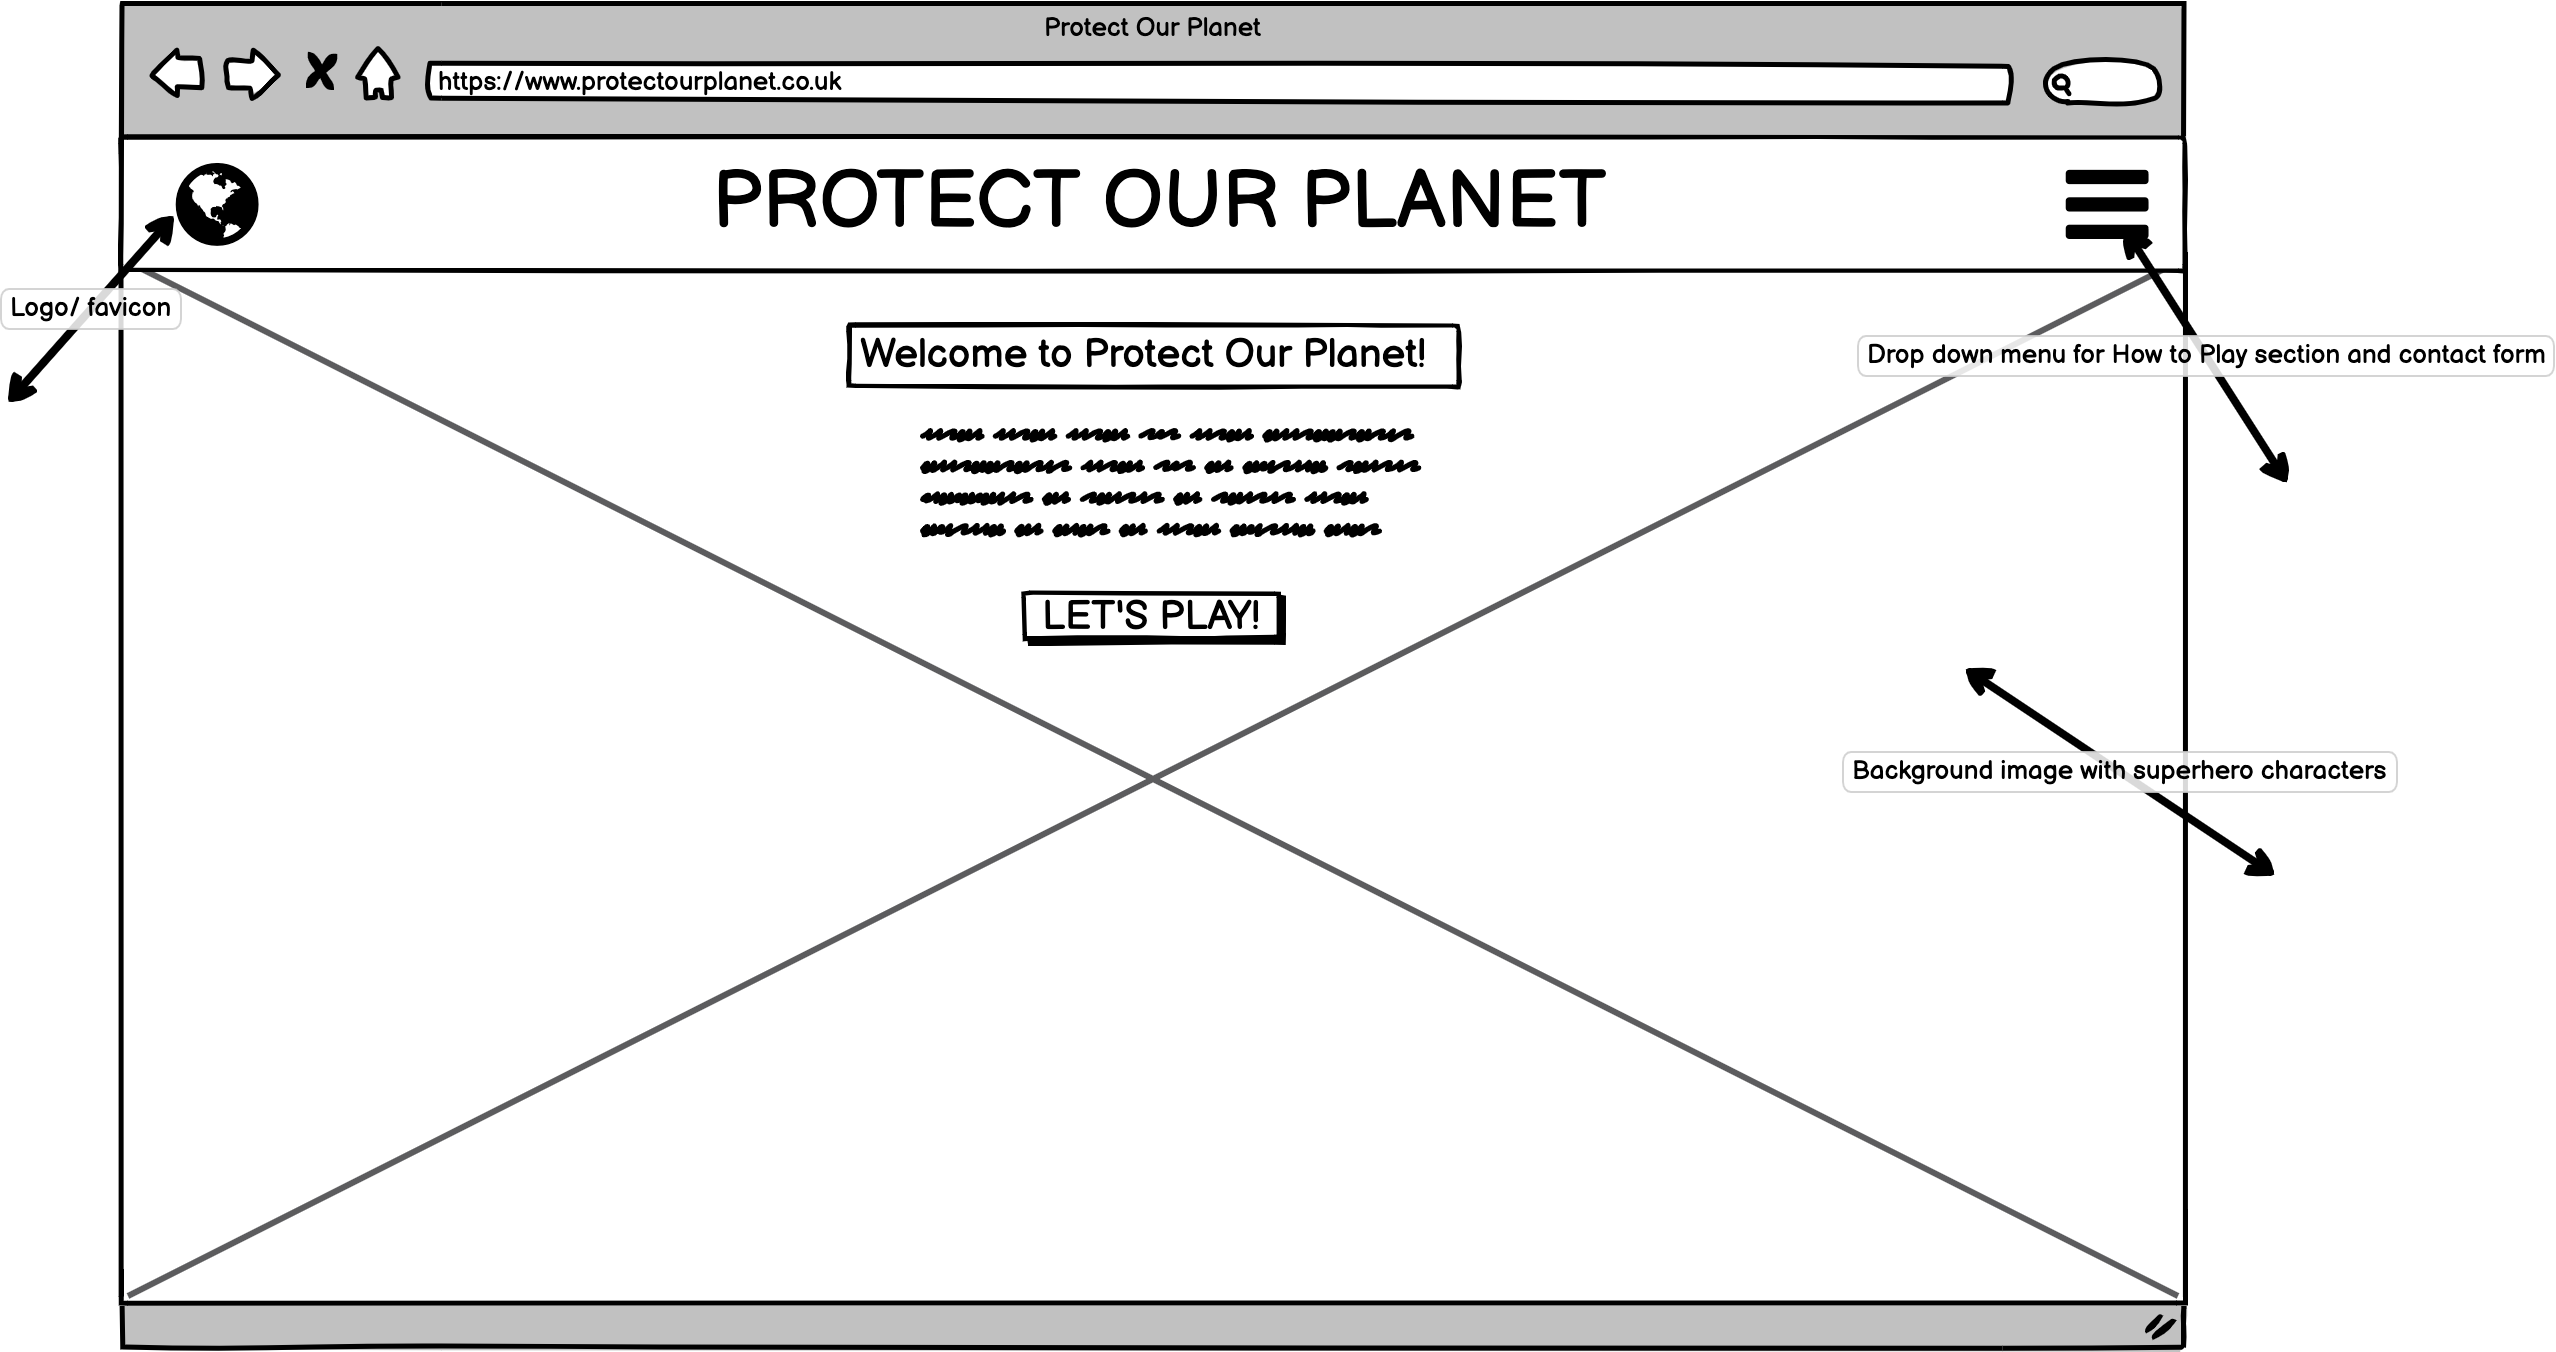 Protect Our Planet
https://www.protectourplanet.co.uk
PROTECT OUR PLANET
Logo/ favicon
Welcome to Protect Our Planet!
Drop down menu for How to Play section and contact form
LET'S PLAY!
Background image with superhero characters